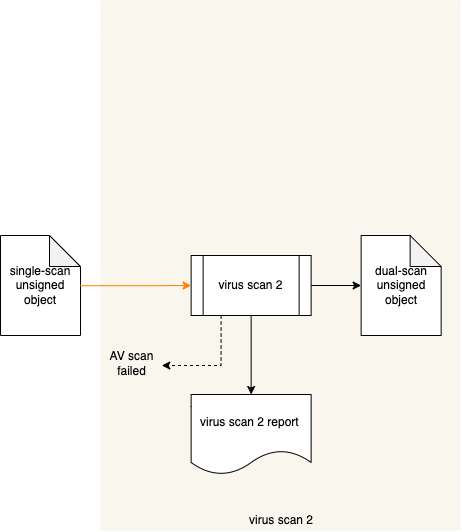 single-scan
unsigned
object
virus scan 2
dual-scan
unsigned
object
AV scan
failed
virus scan 2 report
virus scan 2